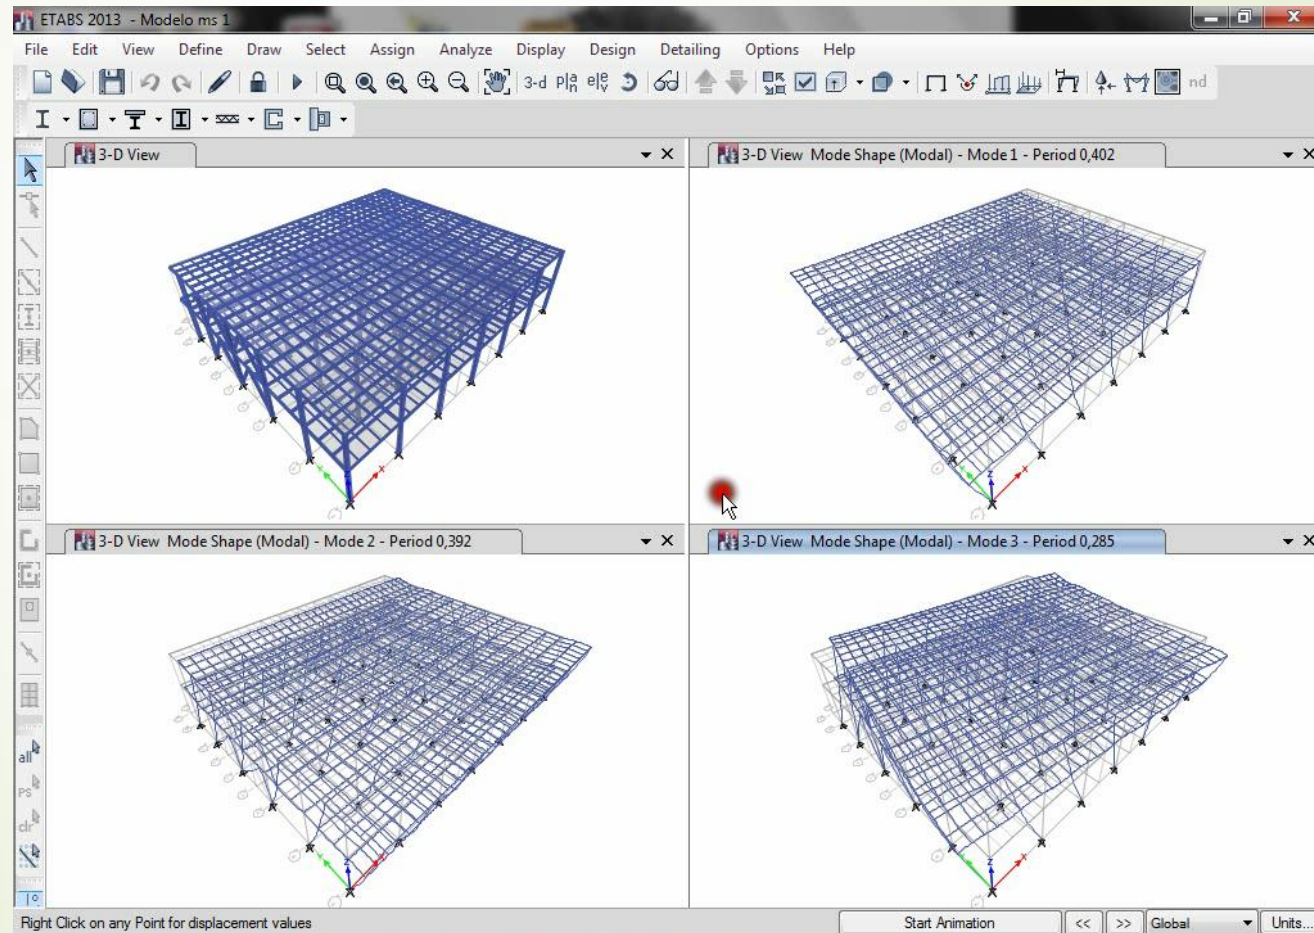 ETABS 2013 - Modelo ms 1
File Edit View Define Draw Select Assign Analyze Display Design Detailing Options Help
3-d pla ele nd
3-D View
3-D View Mode Shape (Modal) - Mode 1 - Period 0,402
X Y Z
X Y Z
3-D View Mode Shape (Modal) - Mode 2 - Period 0,392
3-D View Mode Shape (Modal) - Mode 3 - Period 0,285
all
ps
clr
X Y Z
X Y Z
Right Click on any Point for displacement values
Start Animation << >> Global Units...